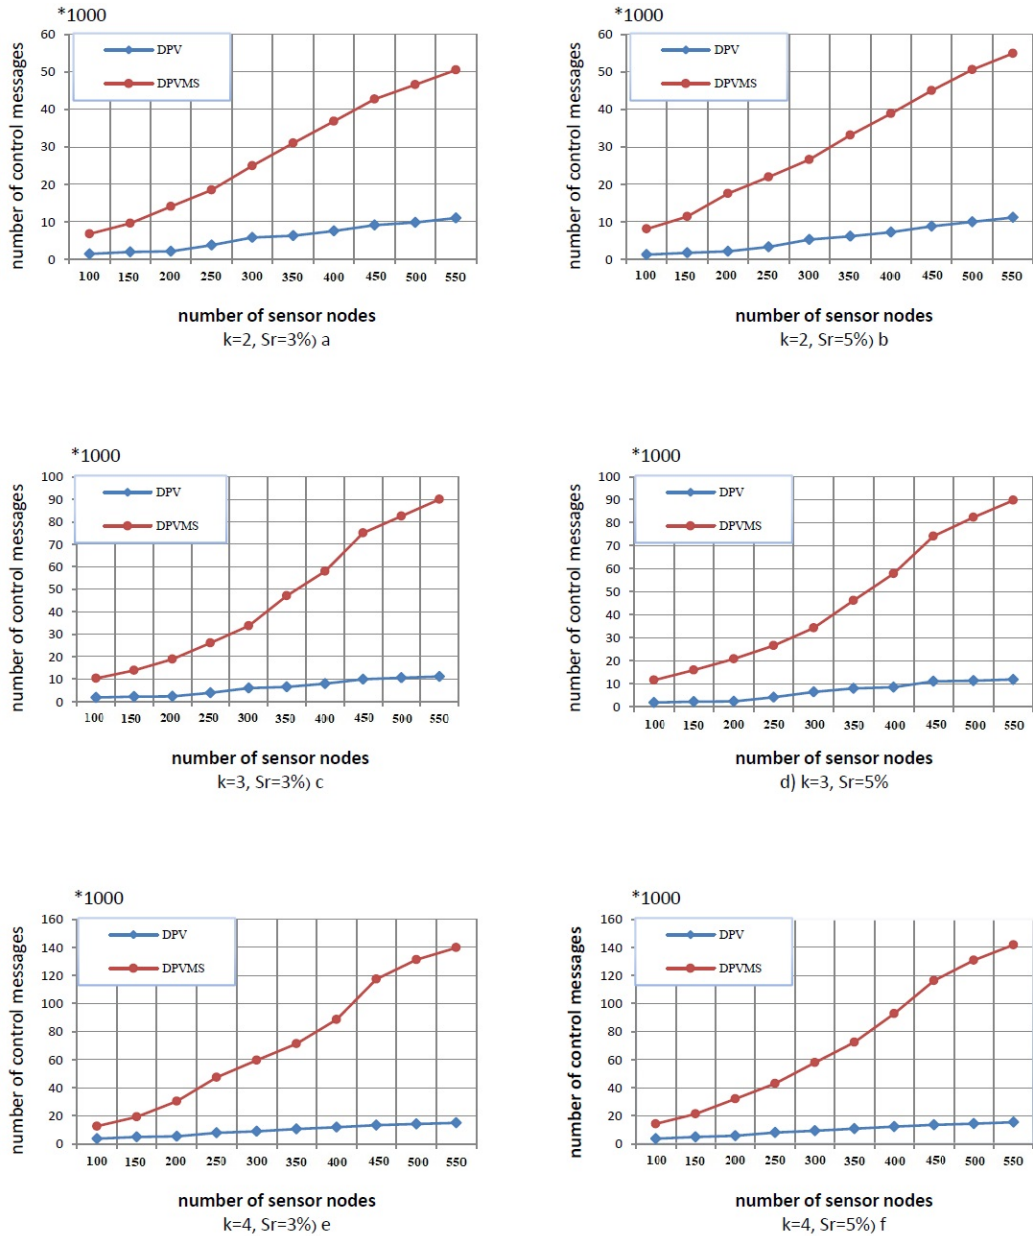 *1000
number of control messages
60
50
40
30
20
10
0
DPV
DPVMS
100 150 200 250 300 350 400 450 500 550
number of sensor nodes
k=2, Sr=3%) a
*1000
number of control messages
60
50
40
30
20
10
0
DPV
DPVMS
100 150 200 250 300 350 400 450 500 550
number of sensor nodes
k=2, Sr=5%) b
*1000
number of control messages
100
90
80
70
60
50
40
30
20
10
0
DPV
DPVMS
100 150 200 250 300 350 400 450 500 550
number of sensor nodes
k=3, Sr=3%) c
*1000
number of control messages
100
90
80
70
60
50
40
30
20
10
0
DPV
DPVMS
100 150 200 250 300 350 400 450 500 550
number of sensor nodes
d) k=3, Sr=5%
*1000
number of control messages
160
140
120
100
80
60
40
20
0
DPV
DPVMS
100 150 200 250 300 350 400 450 500 550
number of sensor nodes
k=4, Sr=3%) e
*1000
number of control messages
160
140
120
100
80
60
40
20
0
DPV
DPVMS
100 150 200 250 300 350 400 450 500 550
number of sensor nodes
k=4, Sr=5%) f